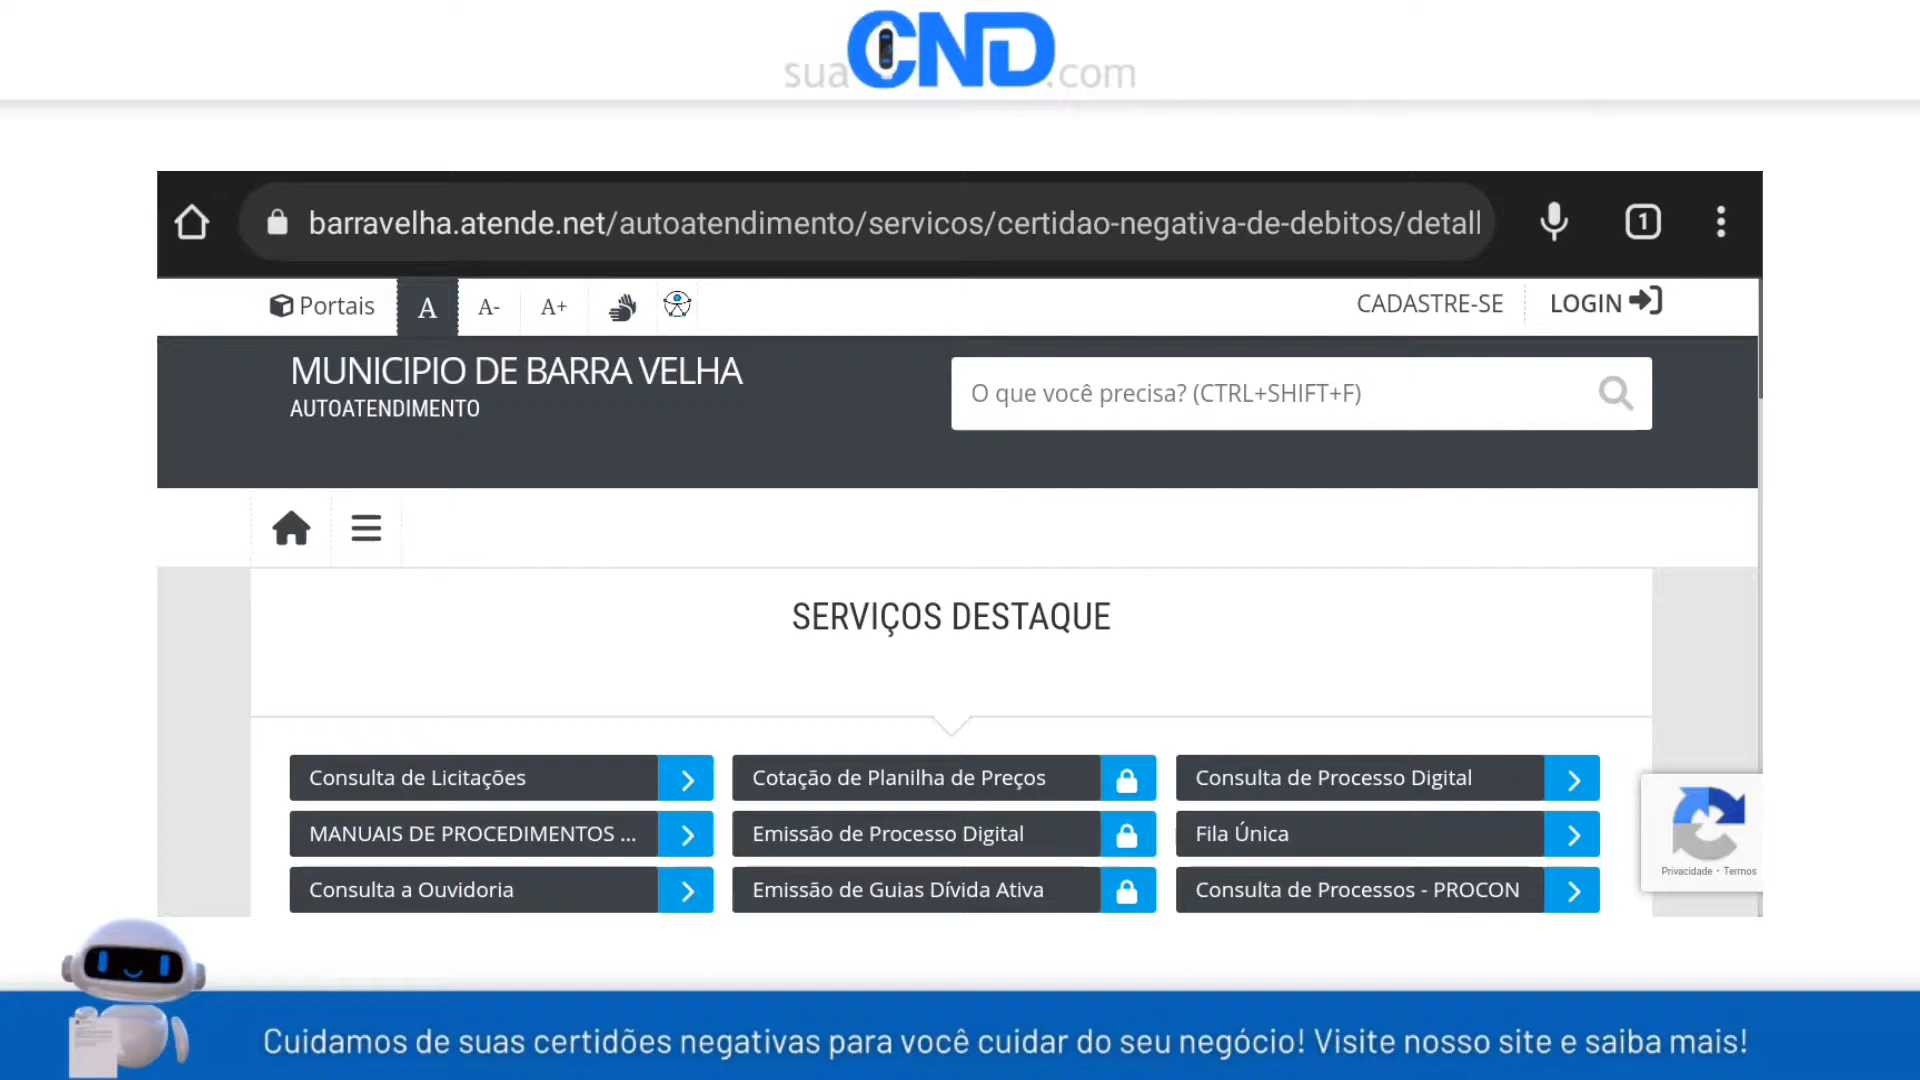 suaCND.com
barravelha.atende.net/autoatendimento/servicos/certidao-negativa-de-debitos/detall
1
Portais
A
A-
A+
CADASTRE-SE
LOGIN
MUNICIPIO DE BARRA VELHA
AUTOATENDIMENTO
O que você precisa? (CTRL+SHIFT+F)
SERVIÇOS DESTAQUE
Consulta de Licitações
Cotação de Planilha de Preços
Consulta de Processo Digital
MANUAIS DE PROCEDIMENTOS ...
Emissão de Processo Digital
Fila Única
Consulta a Ouvidoria
Emissão de Guias Dívida Ativa
Consulta de Processos - PROCON
Privacidade - Termos
Cuidamos de suas certidões negativas para você cuidar do seu negócio! Visite nosso site e saiba mais!